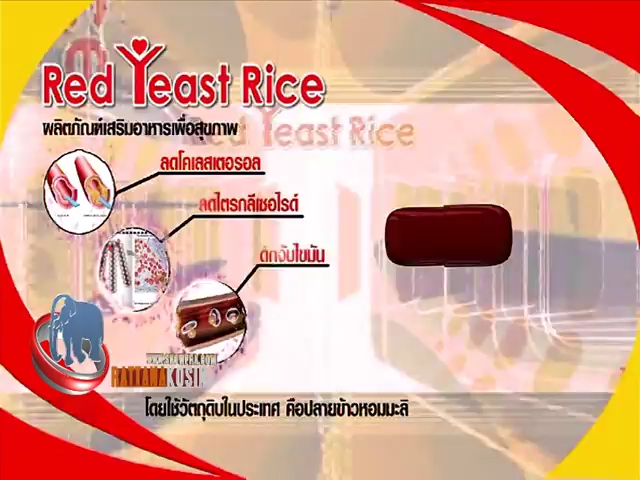 Red Yeast Rice
ผลิตภัณฑ์เสริมอาหารเพื่อสุขภาพ
Yeast Rice
ลดโคเลสเตอรอล
ลดไตรกลีเซอไรด์
ดักจับไขมัน
RATTANAKOSIN
โดยใช้วัตถุดิบในประเทศ คือปลายข้าวหอมมะลิ